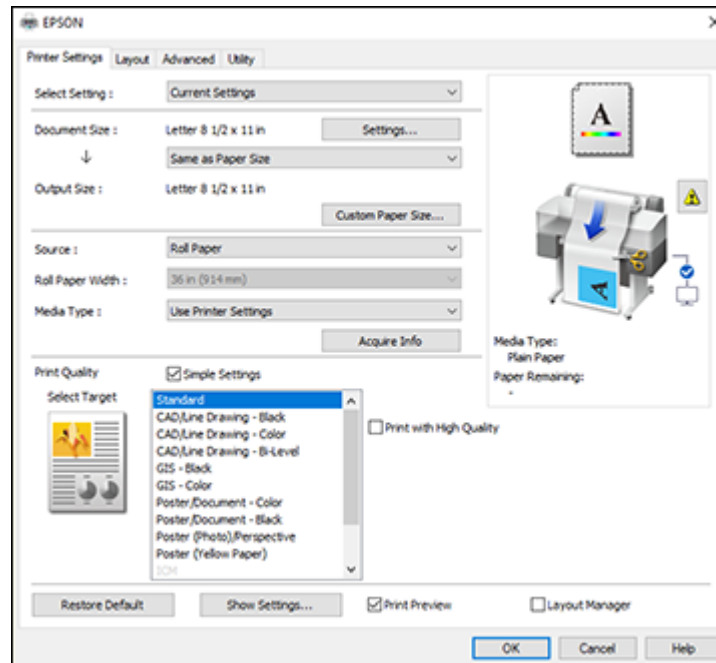 EPSON
Printer Settings Layout Advanced Utility
Select Setting : Current Settings
Document Size : Letter 8 1/2 x 11 in Settings...
Same as Paper Size
Output Size : Letter 8 1/2 x 11 in
Custom Paper Size...
Source : Roll Paper
Roll Paper Width : 36 in (914 mm)
Media Type : Use Printer Settings
Acquire Info
Print Quality Simple Settings
Select Target
Standard
CAD/Line Drawing - Black
CAD/Line Drawing - Color
CAD/Line Drawing - Bi-Level
GIS - Black
GIS - Color
Poster/Document - Color
Poster/Document - Black
Poster (Photo)/Perspective
Poster (Yellow Paper)
ICM
Print with High Quality
A
A
Media Type:
Plain Paper
Paper Remaining:
-
Restore Default Show Settings... Print Preview Layout Manager
OK Cancel Help